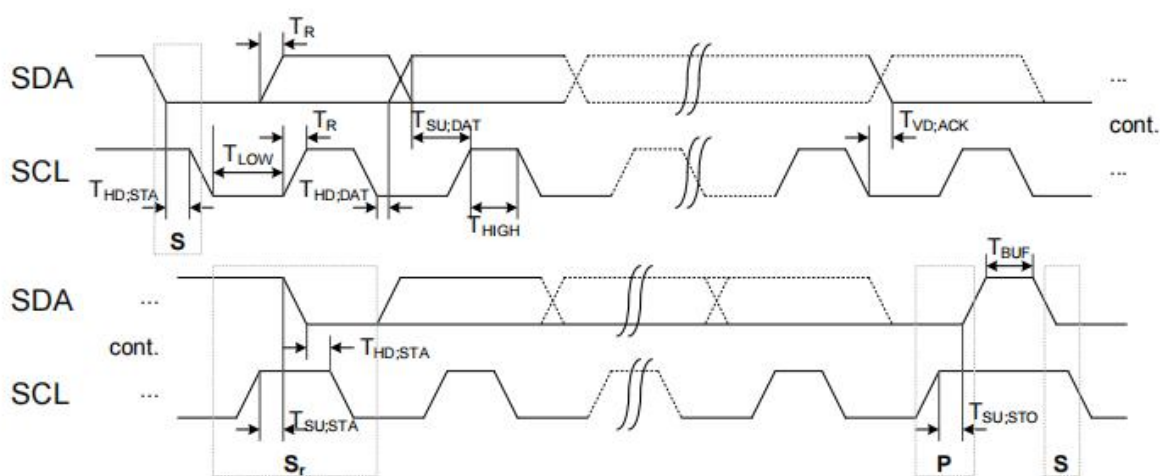 T_R
SDA ...
T_SU;DAT T_VD;ACK cont.
T_R
T_LOW
SCL ...
T_HD;STA T_HD;DAT
T_HIGH
S
T_BUF
SDA ...
cont. T_HD;STA
SCL ...
T_SU;STA T_SU;STO
S_r P S